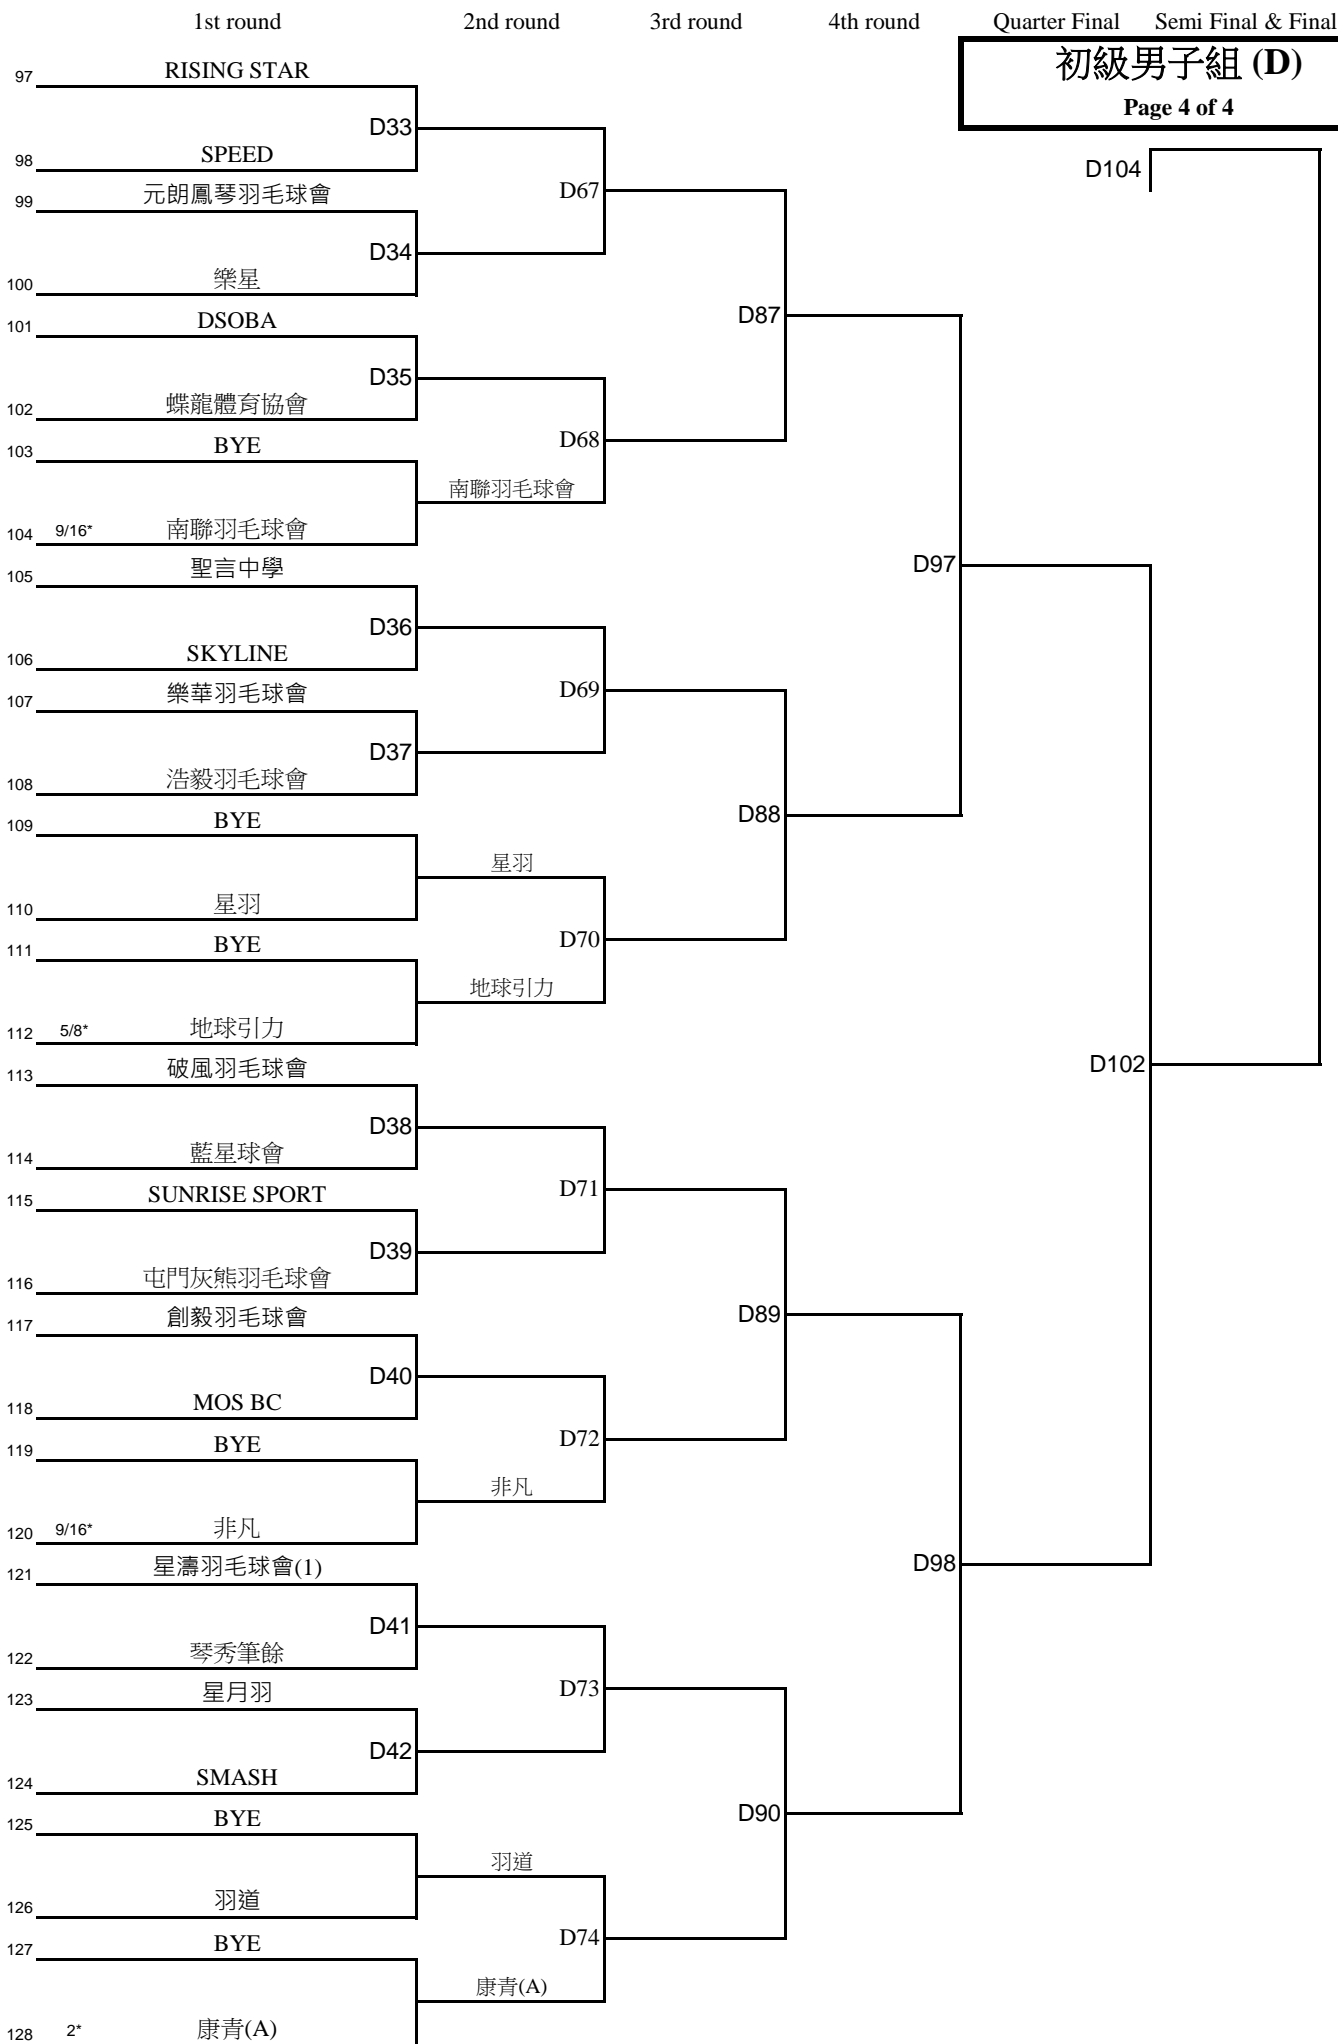 1st round 2nd round 3rd round 4th round Quarter Final Semi Final & Final
初級男子組 (D)
Page 4 of 4
97 RISING STAR
D33
98 SPEED
D104
99 元朗鳳琴羽毛球會
D67
D34
100 樂星
101 DSOBA
D87
D35
102 蝶龍體育協會
103 BYE
D68
南聯羽毛球會
104 9/16* 南聯羽毛球會
105 聖言中學
D97
D36
106 SKYLINE
107 樂華羽毛球會
D69
D37
108 浩毅羽毛球會
109 BYE
D88
星羽
110 星羽
111 BYE
D70
地球引力
112 5/8* 地球引力
113 破風羽毛球會
D102
D38
114 藍星球會
115 SUNRISE SPORT
D71
D39
116 屯門灰熊羽毛球會
117 創毅羽毛球會
D89
D40
118 MOS BC
119 BYE
D72
非凡
120 9/16* 非凡
121 星濤羽毛球會(1)
D98
D41
122 琴秀筆餘
123 星月羽
D73
D42
124 SMASH
125 BYE
D90
羽道
126 羽道
127 BYE
D74
康青(A)
128 2* 康青(A)